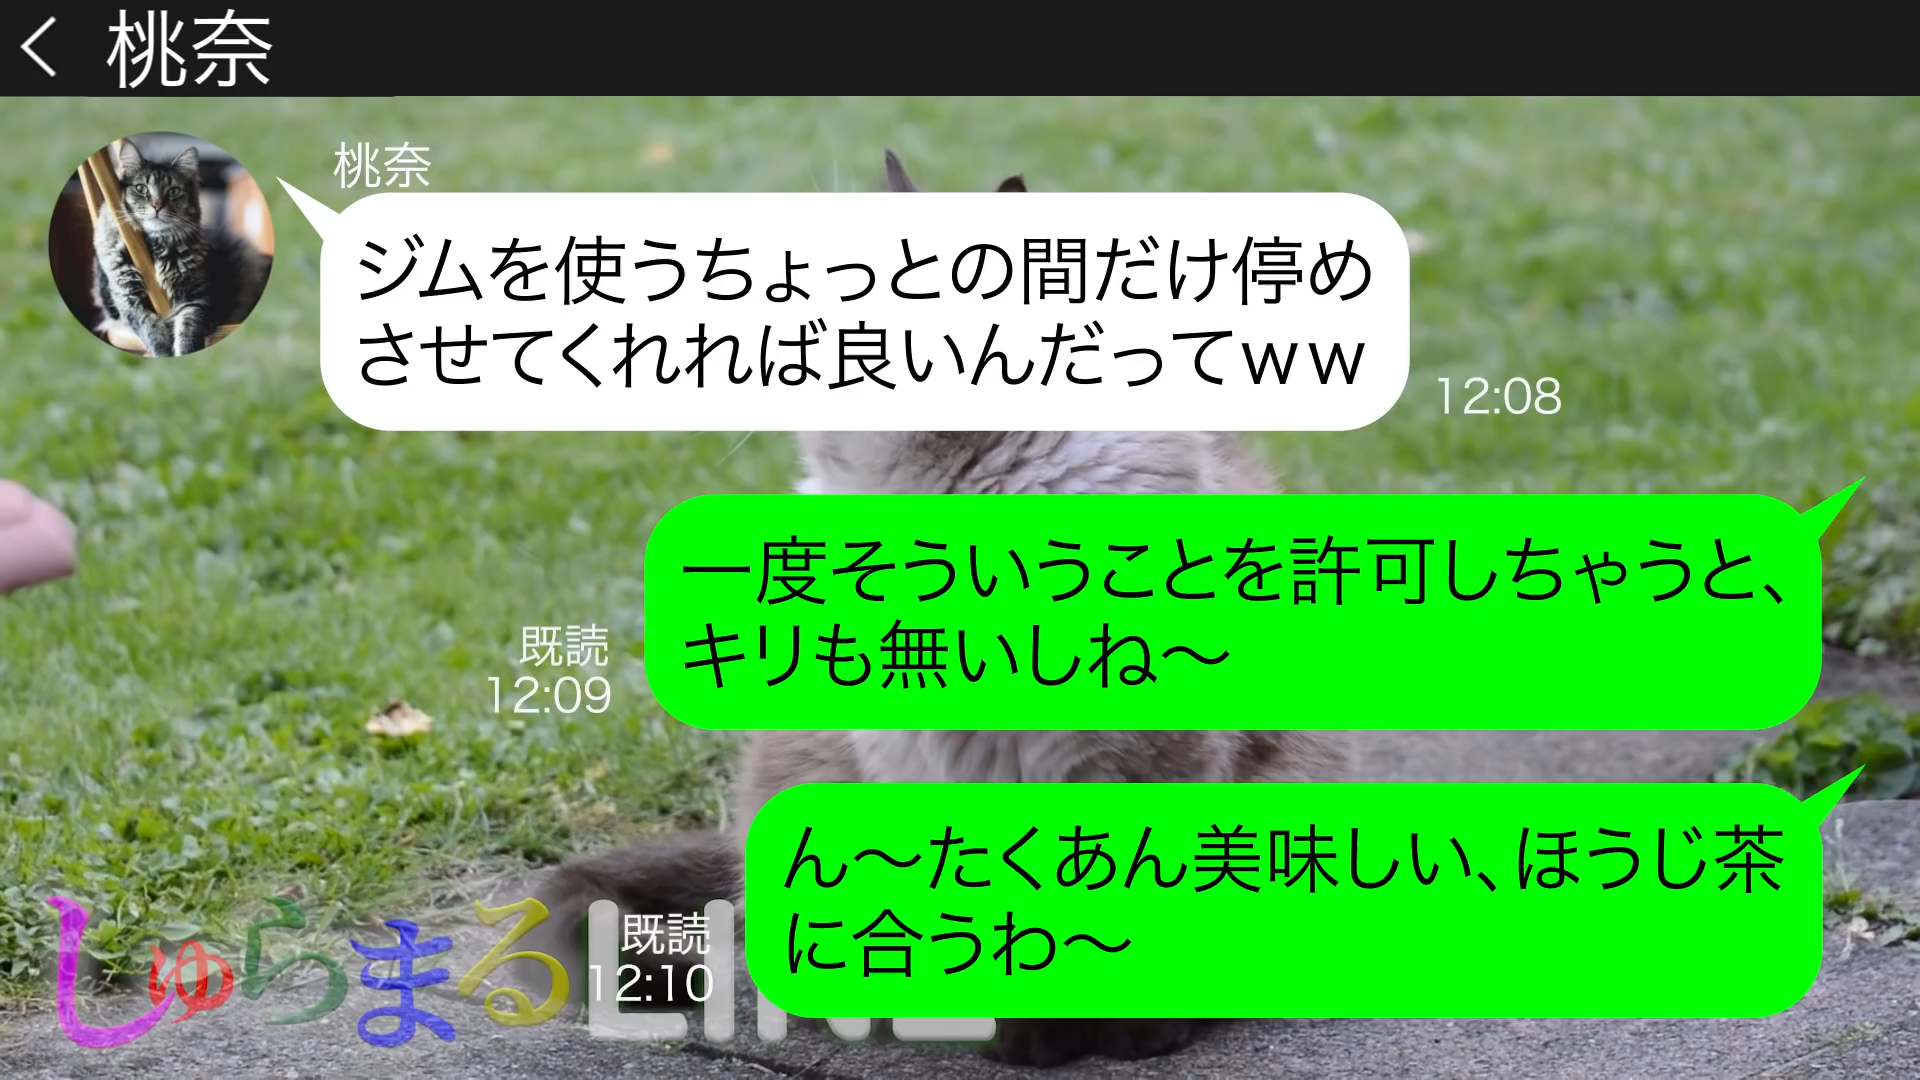 桃奈
桃奈
ジムを使うちょっとの間だけ停め
させてくれれば良いんだってｗｗ
12:08
一度そういうことを許可しちゃうと、
キリも無いしね～
既読
12:09
ん～たくあん美味しい、ほうじ茶
に合うわ～
既読
12:10
しゅらまるLINE